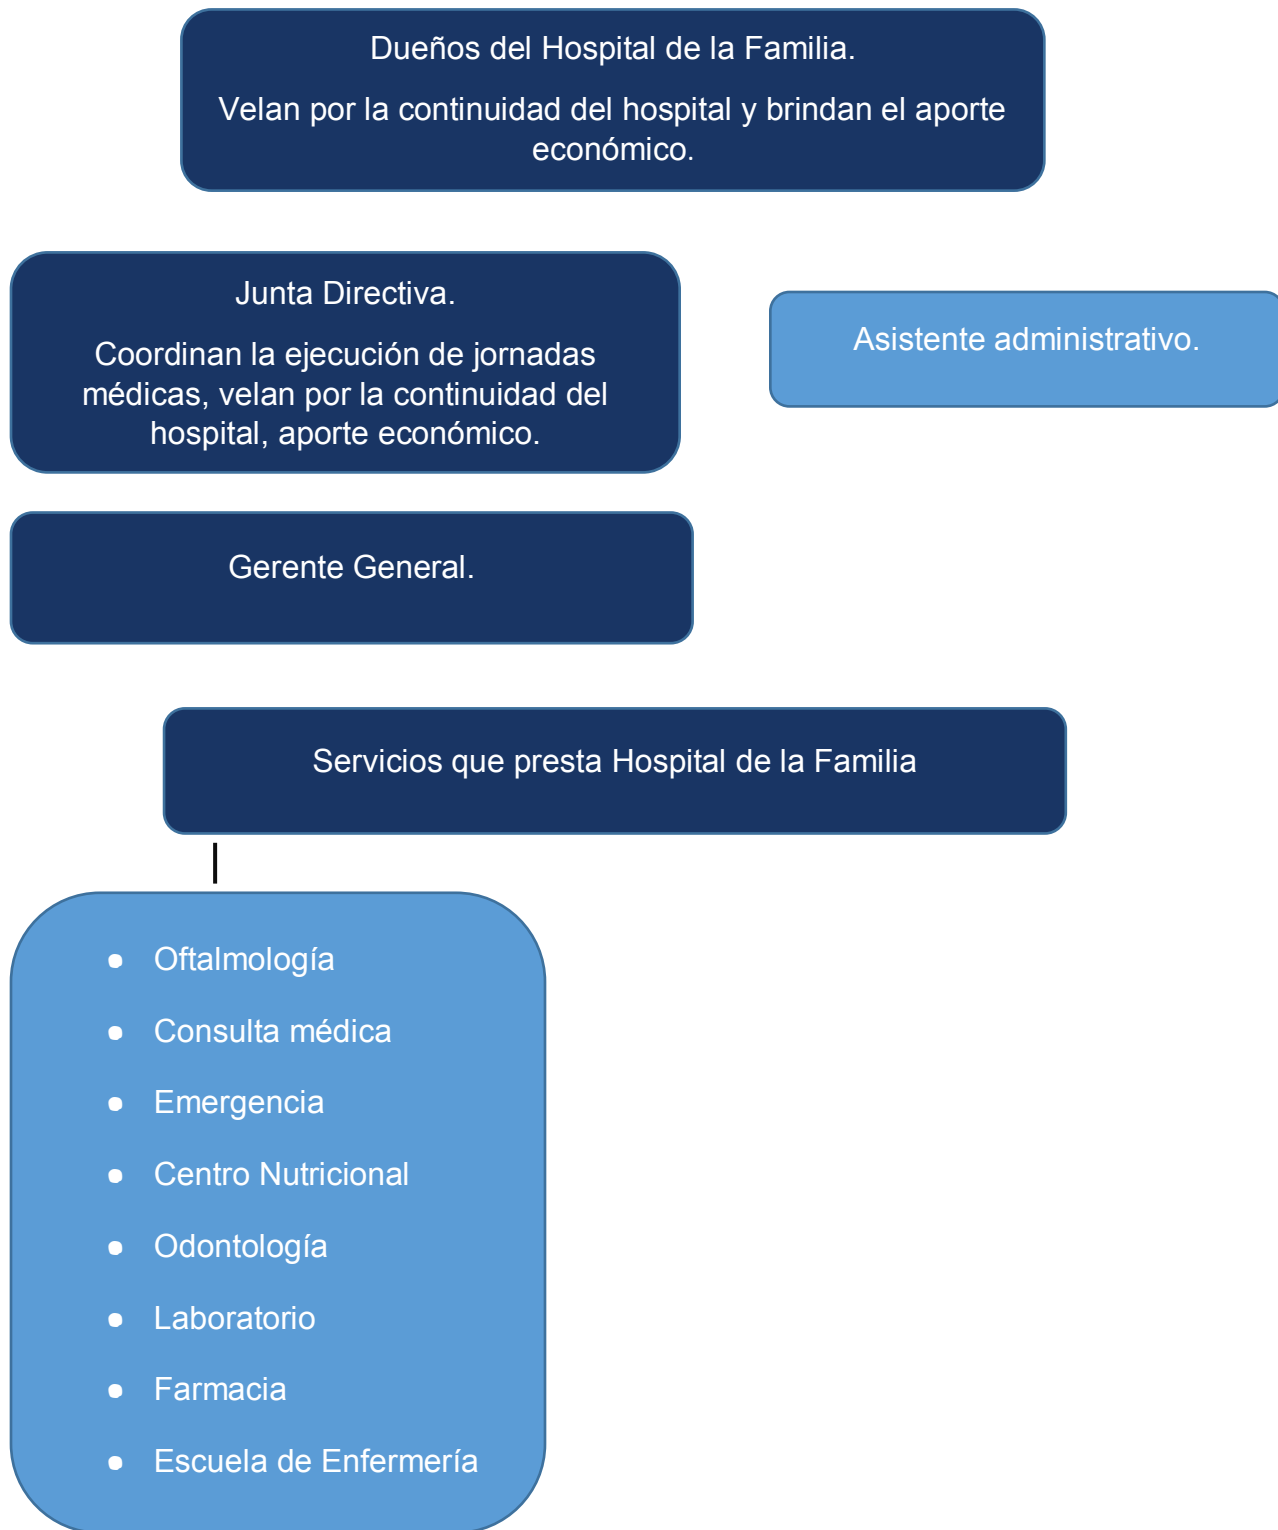 Dueños del Hospital de la Familia.
Velan por la continuidad del hospital y brindan el aporte
económico.
Junta Directiva.
Coordinan la ejecución de jornadas
médicas, velan por la continuidad del
hospital, aporte económico.
Asistente administrativo.
Gerente General.
Servicios que presta Hospital de la Familia
• Oftalmología
• Consulta médica
• Emergencia
• Centro Nutricional
• Odontología
• Laboratorio
• Farmacia
• Escuela de Enfermería